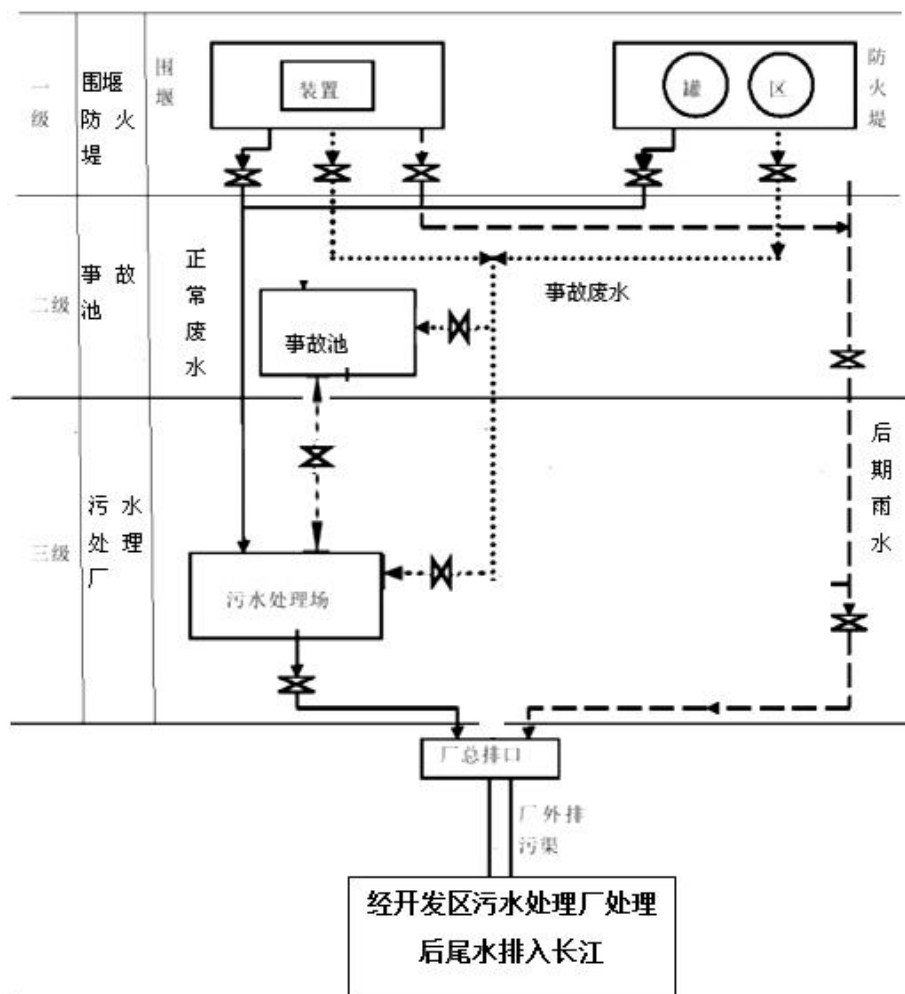 一级
围堰
防火堤
围堰
装置
罐
区
防火堤
二级
事故池
正常废水
事故池
事故废水
三级
污水
处理
厂
后期雨水
污水处理场
厂总排口
厂外排
污渠
经开发区污水处理厂处理
后尾水排入长江